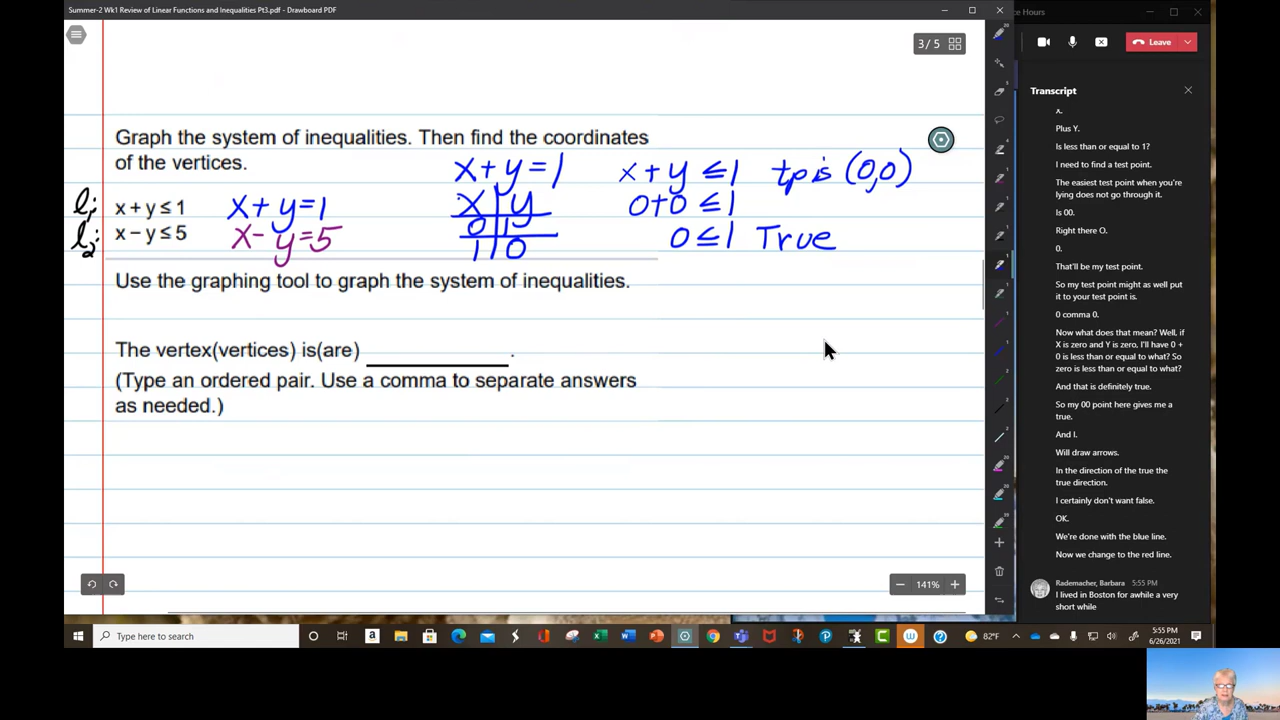 Summer-2 Wk1 Review of Linear Functions and Inequalities Pt3.pdf - Drawboard PDF
ce Hours
3/5
Leave
Graph the system of inequalities. Then find the coordinates
of the vertices.
x+y=1
x+y≤1 tp is (0,0)
l₁: x + y ≤ 1 x+y=1
x y
0+0 ≤1
l₂: x − y ≤ 5 x-y=5
0 1
0≤1 True
1 0
Use the graphing tool to graph the system of inequalities.
The vertex(vertices) is(are) __________.
(Type an ordered pair. Use a comma to separate answers
as needed.)
141%
Transcript
x.
Plus Y.
Is less than or equal to 1?
I need to find a test point.
The easiest test point when you're
lying does not go through it.
Is 00.
Right there O.
0.
That'll be my test point.
So my test point might as well put
it to your test point is.
0 comma 0.
Now what does that mean? Well, if
X is zero and Y is zero, I'll have 0 +
0 is less than or equal to what? So
zero is less than or equal to what?
And that is definitely true.
So my 00 point here gives me a
true.
And I.
Will draw arrows.
In the direction of the true the
true direction.
I certainly don't want false.
OK.
We're done with the blue line.
Now we change to the red line.
Rademacher, Barbara 5:55 PM
I lived in Boston for awhile a very
short while
Type here to search
82°F
5:55 PM
6/26/2021